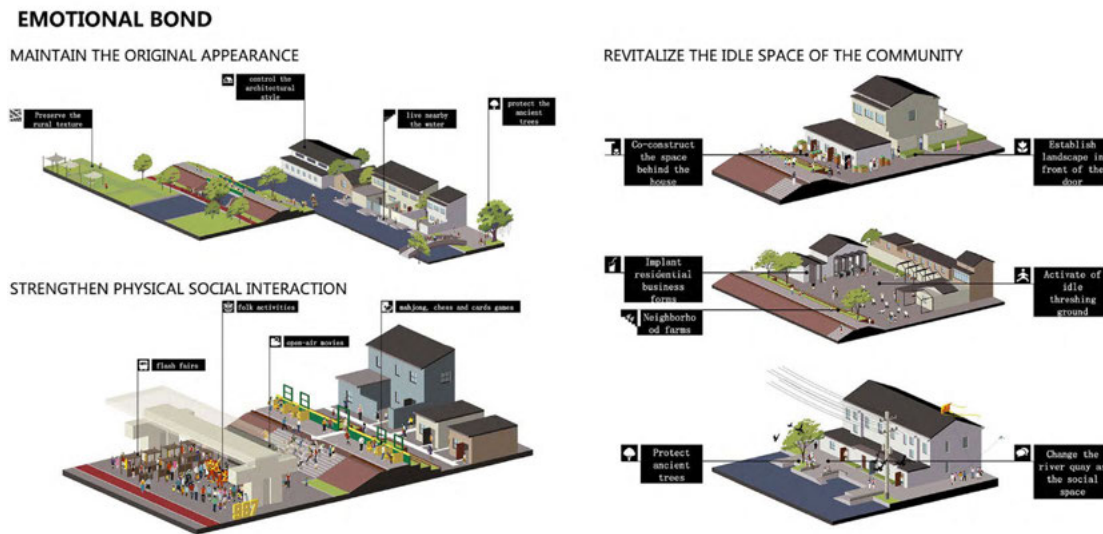 EMOTIONAL BOND
MAINTAIN THE ORIGINAL APPEARANCE
Preserve the
rural texture
control the
architectural
style
live nearby
the water
protect the
ancient
trees
STRENGTHEN PHYSICAL SOCIAL INTERACTION
flash fairs
folk activities
open-air movies
mahjong, chess and cards games
997
REVITALIZE THE IDLE SPACE OF THE COMMUNITY
Co-construct
the space
behind the
house
Establish
landscape in
front of the
door
Implant
residential
business
forms
Neighborho
od farms
Activate of
idle
threshing
ground
Protect
ancient
trees
Change the
river quay as
the social
space